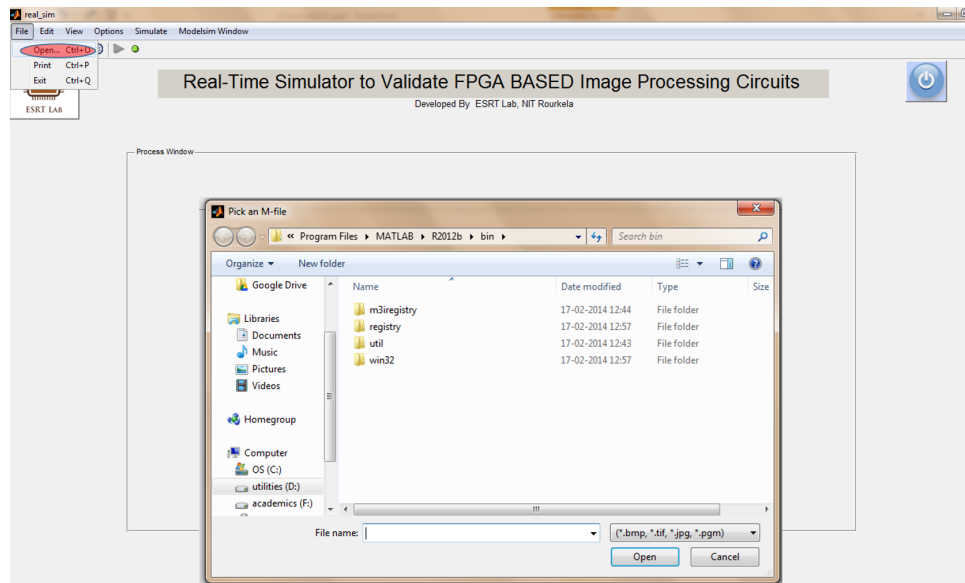 real_sim
File Edit View Options Simulate Modelsim Window
Open... Ctrl+O
Print Ctrl+P
Exit Ctrl+Q
ESRT LAB
Real-Time Simulator to Validate FPGA BASED Image Processing Circuits
Developed By ESRT Lab, NIT Rourkela
Process Window
Pick an M-file
« Program Files MATLAB R2012b bin
Search bin
Organize New folder
Name Date modified Type Size
Google Drive
Libraries
Documents
Music
Pictures
Videos
Homegroup
Computer
OS (C:)
utilities (D:)
academics (F:)
m3iregistry 17-02-2014 12:44 File folder
registry 17-02-2014 12:57 File folder
util 17-02-2014 12:43 File folder
win32 17-02-2014 12:57 File folder
File name: (*.bmp, *.tif, *.jpg, *.pgm)
Open Cancel